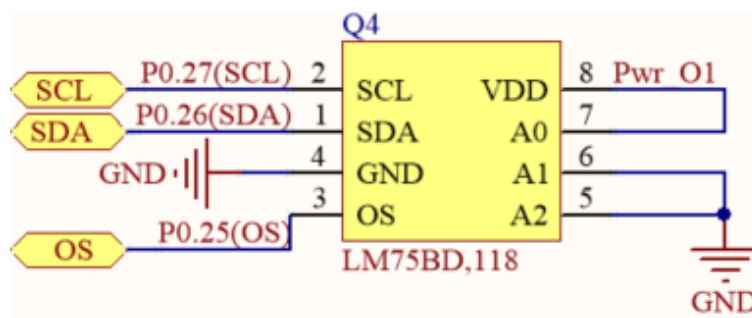 Q4
SCL P0.27(SCL) 2 SCL VDD 8 Pwr_O1
SDA P0.26(SDA) 1 SDA A0 7
GND 4 GND A1 6
OS P0.25(OS) 3 OS A2 5
LM75BD,118
GND